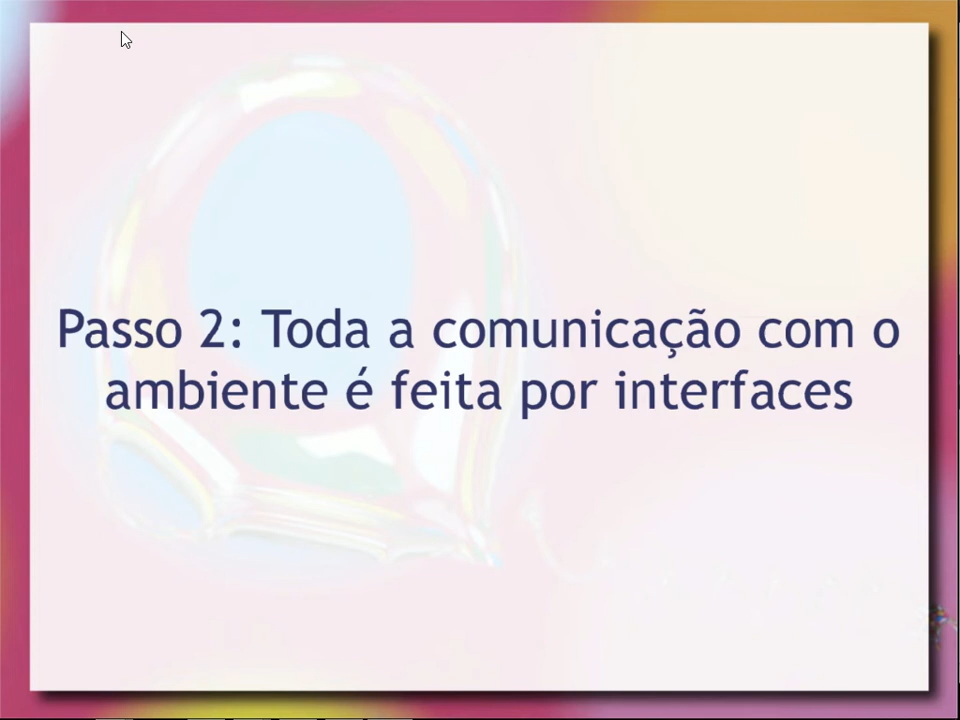 Passo 2: Toda a comunicação com o
ambiente é feita por interfaces